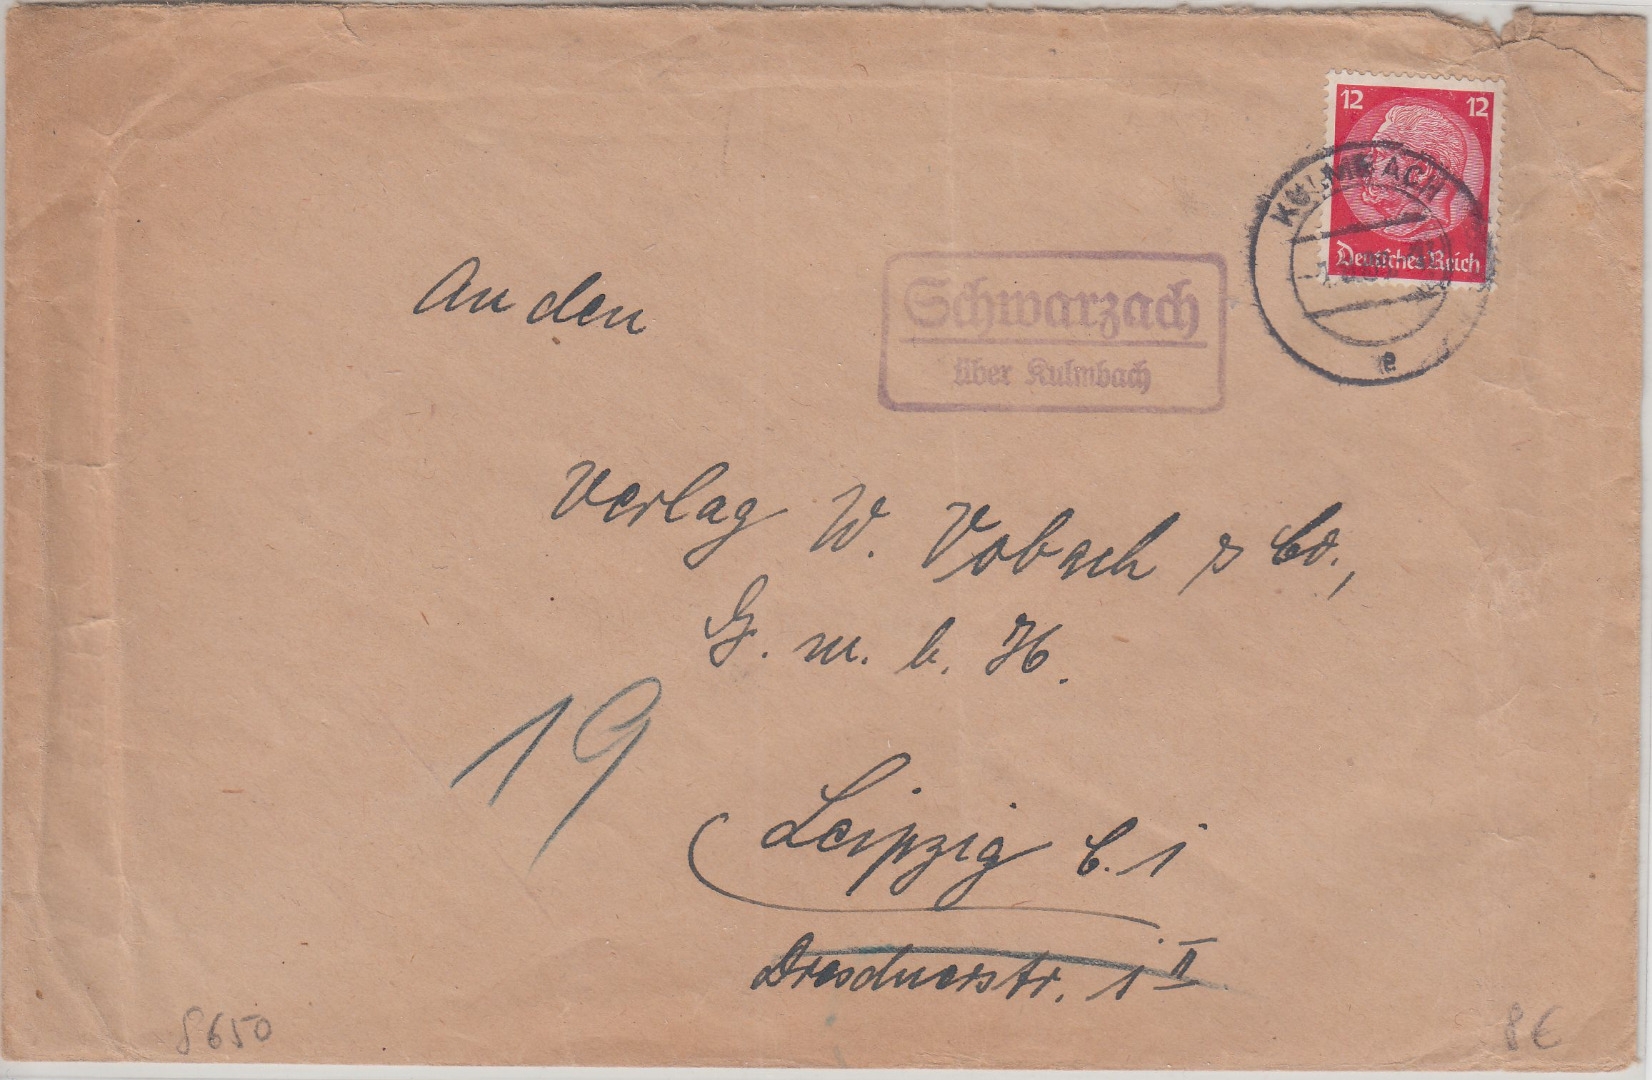 12 12
Deutsches Reich
KULMBACH
e
Schwarzach
über Kulmbach
An den
Verlag W. Vobach & Co.,
G. m. b. H.
19
Leipzig C. 1
Dresdnerstr. 1 II
8650
8€